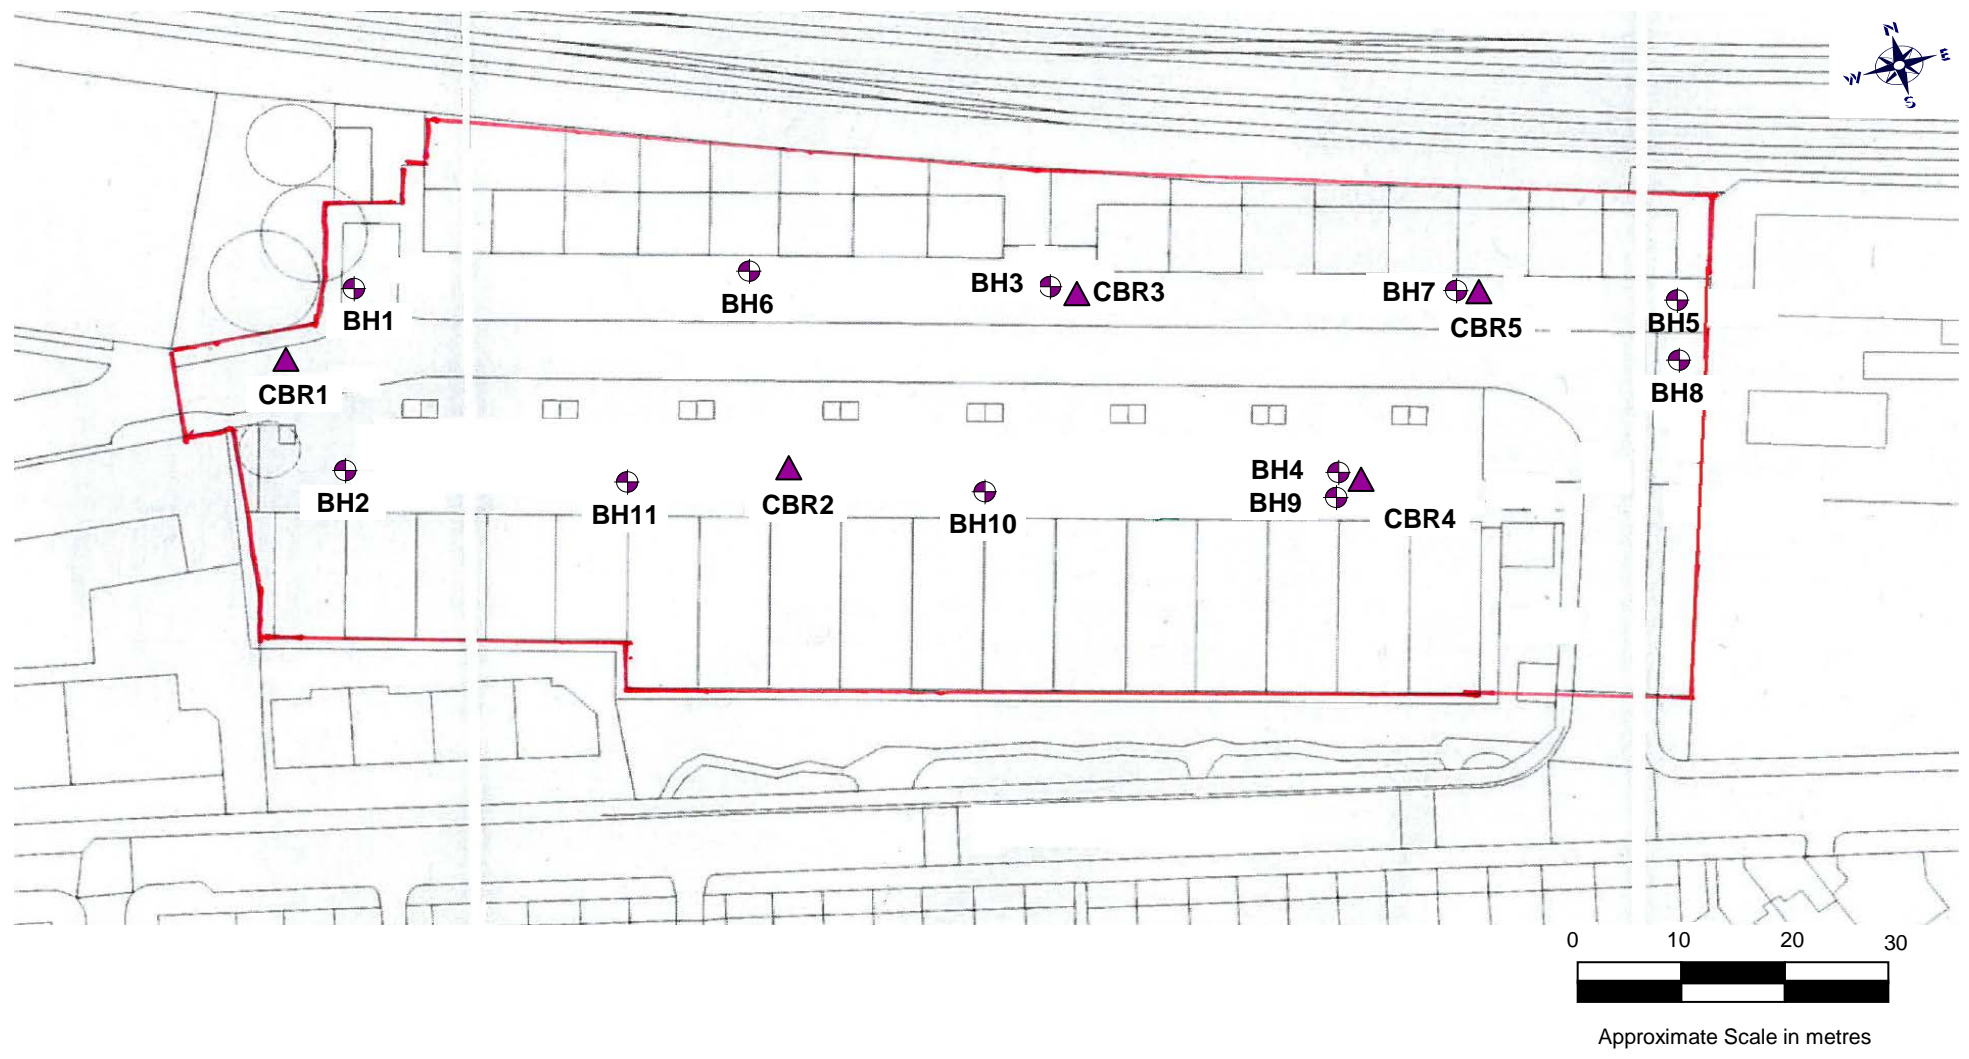 N
W E
S
BH3 CBR3 BH7
BH6
BH1
BH5
CBR5
CBR1
BH8
BH4
BH2
BH9
CBR2
BH11
CBR4
BH10
0 10 20 30
Approximate Scale in metres